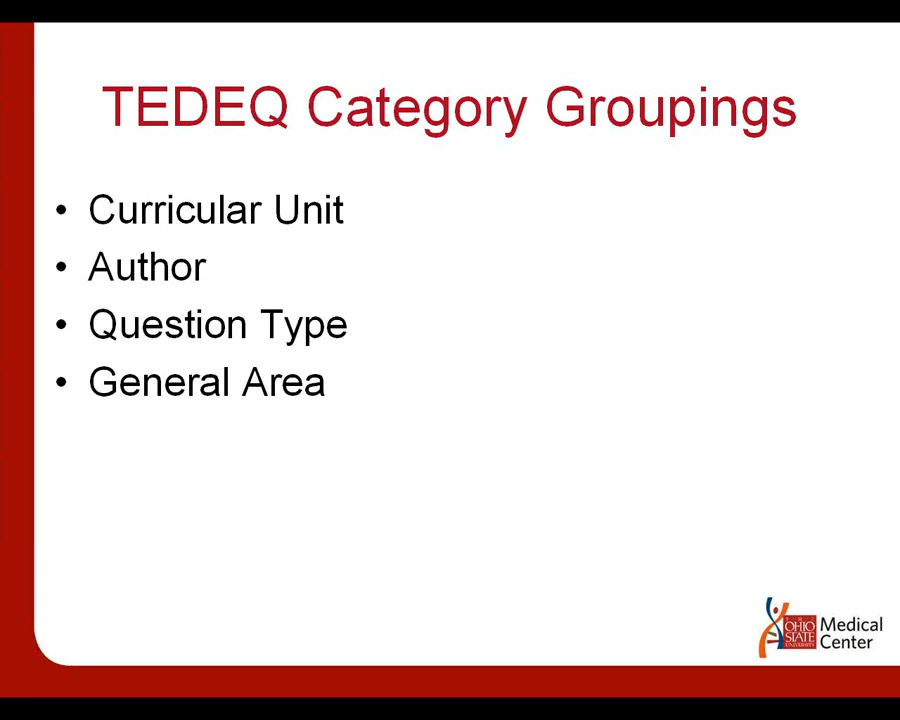 TEDEQ Category Groupings
• Curricular Unit
• Author
• Question Type
• General Area
OHIO
STATE
UNIVERSITY
Medical
Center